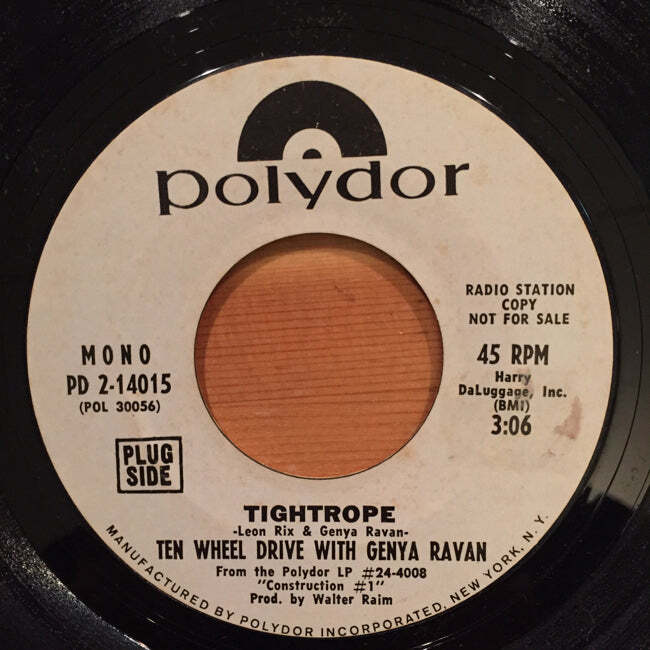 polydor
RADIO STATION
COPY
NOT FOR SALE
MONO
PD 2-14015
(POL 30056)
45 RPM
Harry
DaLuggage, Inc.
(BMI)
3:06
PLUG
SIDE
TIGHTROPE
-Leon Rix & Genya Ravan-
TEN WHEEL DRIVE WITH GENYA RAVAN
From the Polydor LP #24-4008
"Construction #1"
Prod. by Walter Raim
MANUFACTURED BY POLYDOR INCORPORATED, NEW YORK, N.Y.